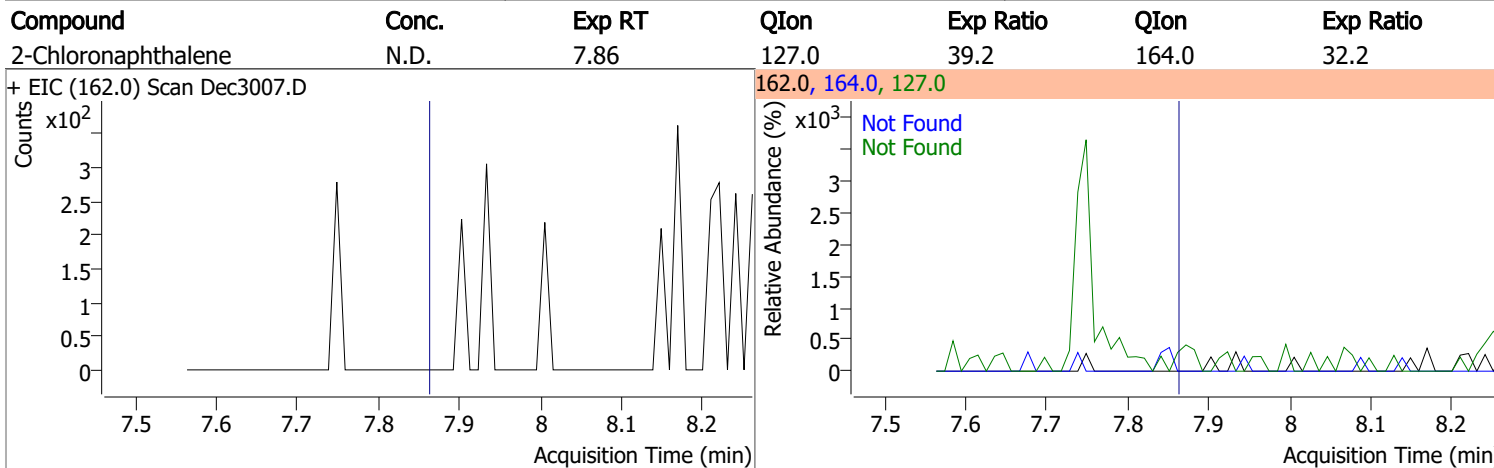 Compound Conc. Exp RT QIon Exp Ratio QIon Exp Ratio
2-Chloronaphthalene N.D. 7.86 127.0 39.2 164.0 32.2
+ EIC (162.0) Scan Dec3007.D
Counts
x10²
3
2.5
2
1.5
1
0.5
0
7.5 7.6 7.7 7.8 7.9 8 8.1 8.2
Acquisition Time (min)
162.0, 164.0, 127.0
Relative Abundance (%)
x10³
Not Found
Not Found
3
2.5
2
1.5
1
0.5
0
7.5 7.6 7.7 7.8 7.9 8 8.1 8.2
Acquisition Time (min